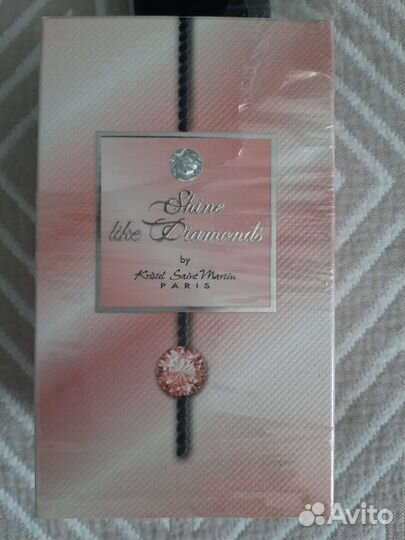 Shine
like Diamonds
by
Kristel Saint Martin
PARIS
Avito